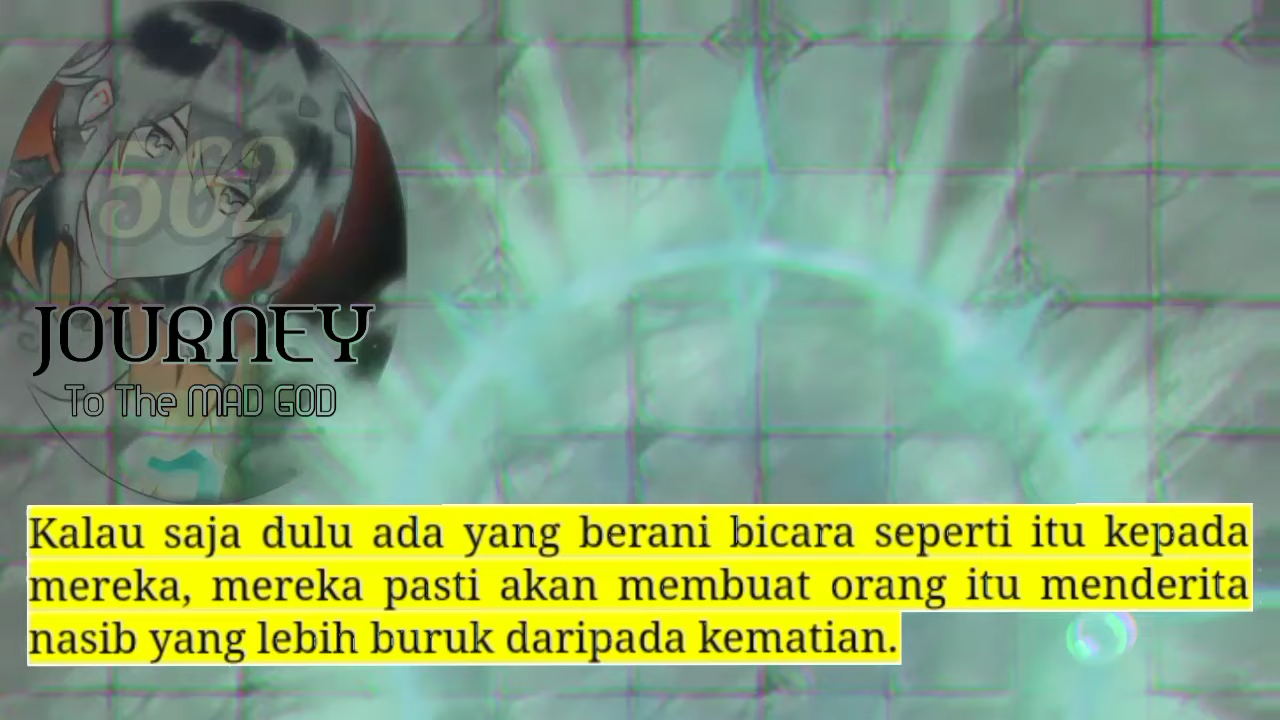 562
JOURNEY
To The MAD GOD
Kalau saja dulu ada yang berani bicara seperti itu kepada
mereka, mereka pasti akan membuat orang itu menderita
nasib yang lebih buruk daripada kematian.